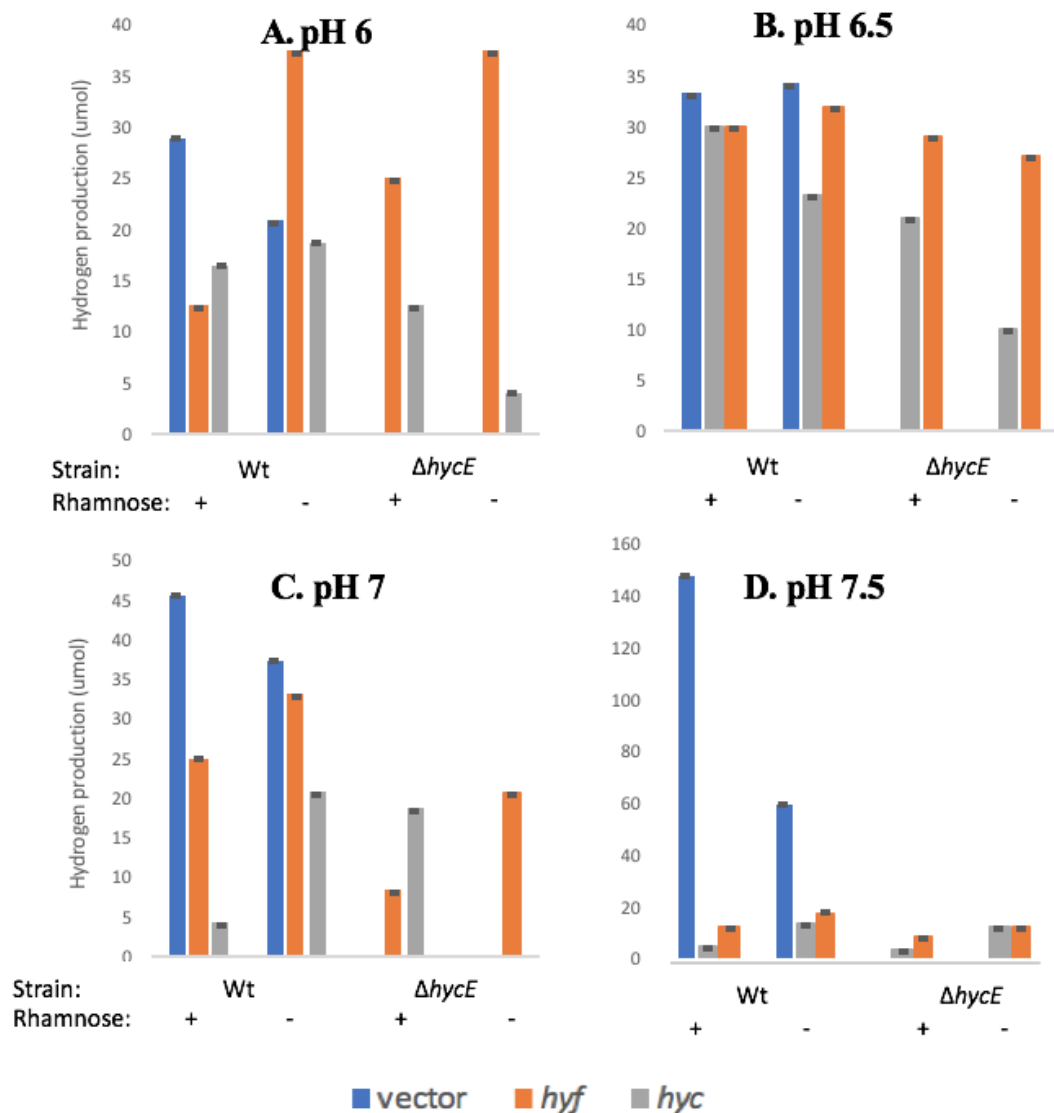 A. pH 6
Hydrogen production (umol)
40
35
30
25
20
15
10
5
0
Strain: Wt ΔhycE
Rhamnose: + - + -
B. pH 6.5
40
35
30
25
20
15
10
5
0
Wt ΔhycE
+ - + -
C. pH 7
Hydrogen production (umol)
50
45
40
35
30
25
20
15
10
5
0
Strain: Wt ΔhycE
Rhamnose: + - + -
D. pH 7.5
160
140
120
100
80
60
40
20
0
Wt ΔhycE
+ - + -
vector hyf hyc